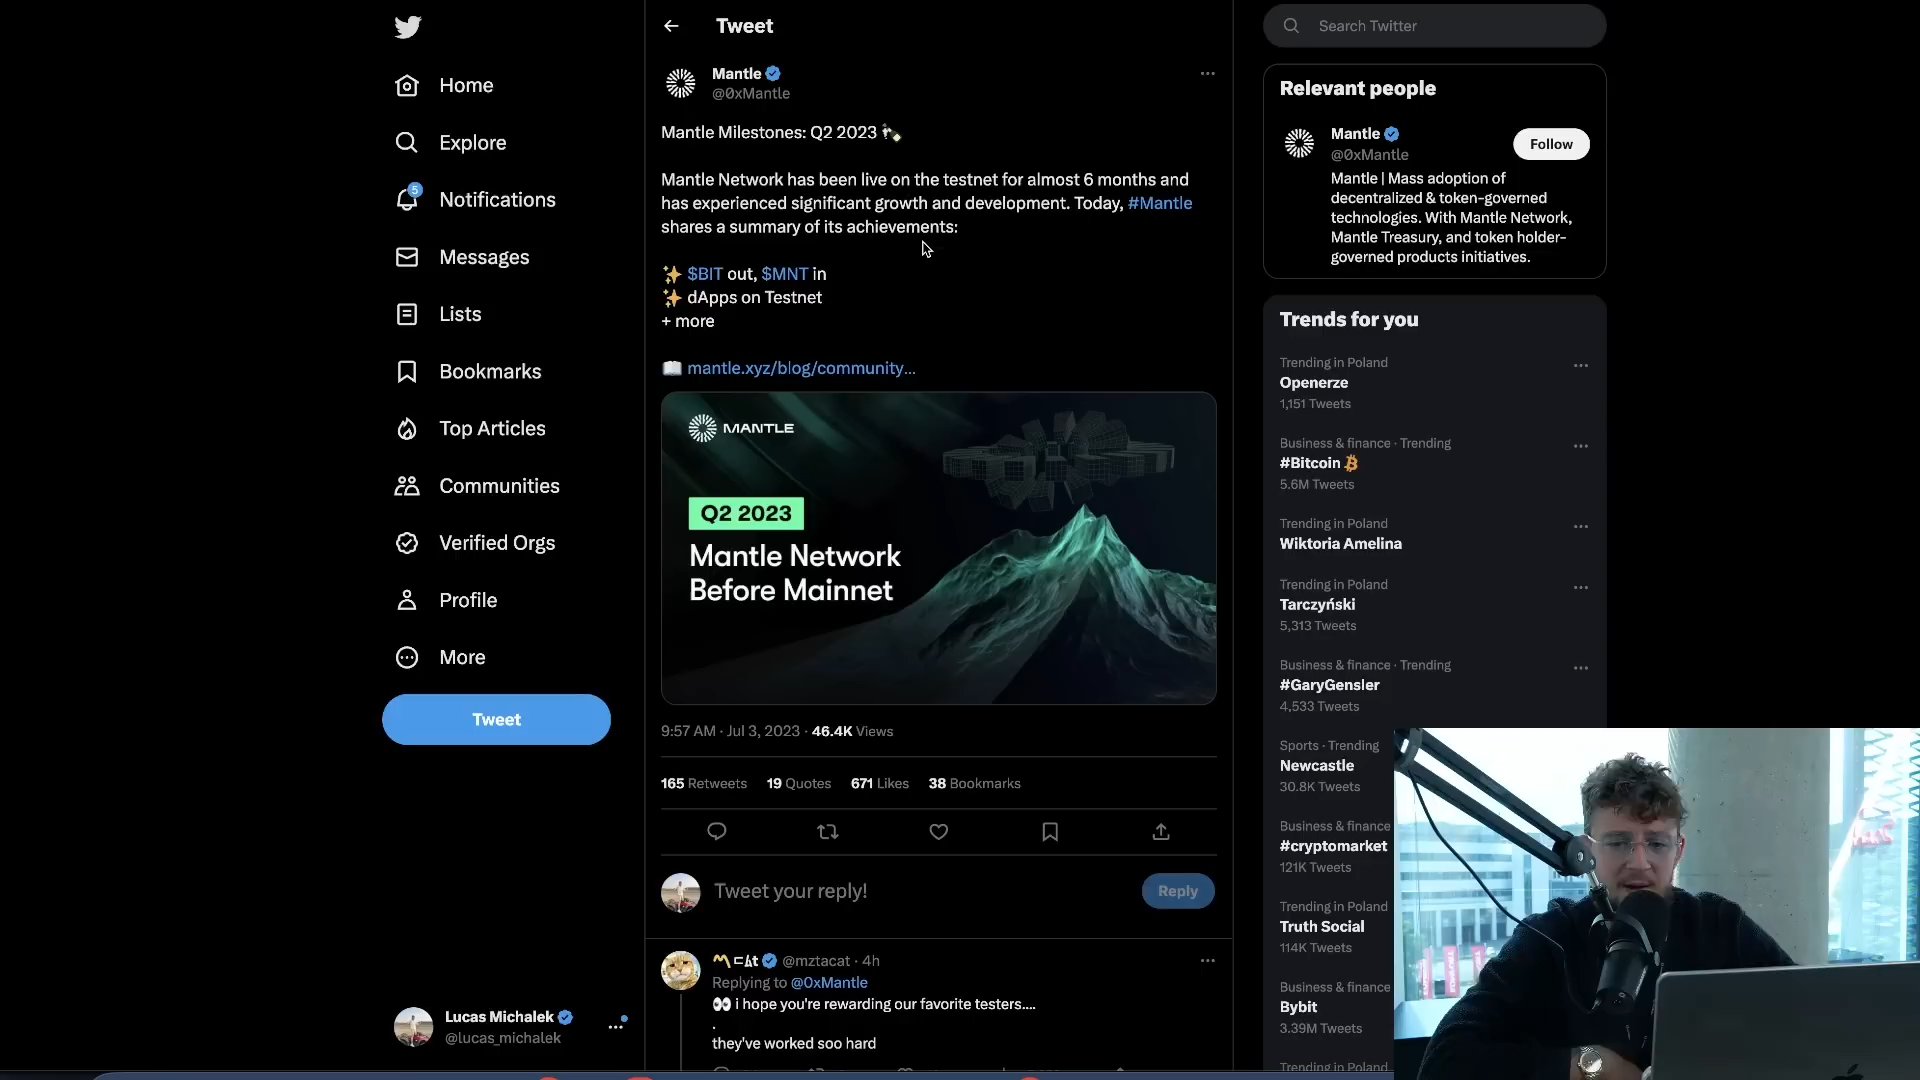 Home
Explore
5
Notifications
Messages
Lists
Bookmarks
Top Articles
Communities
Verified Orgs
Profile
More
Tweet
Lucas Michalek
@lucas_michalek
Tweet
Mantle
@0xMantle
Mantle Milestones: Q2 2023
Mantle Network has been live on the testnet for almost 6 months and
has experienced significant growth and development. Today, #Mantle
shares a summary of its achievements:
✨ $BIT out, $MNT in
✨ dApps on Testnet
+ more
📖 mantle.xyz/blog/community...
MANTLE
Q2 2023
Mantle Network
Before Mainnet
9:57 AM · Jul 3, 2023 · 46.4K Views
165 Retweets 19 Quotes 671 Likes 38 Bookmarks
Tweet your reply!
Reply
@mztacat · 4h
Replying to @0xMantle
👀 i hope you're rewarding our favorite testers....
.
they've worked soo hard
Search Twitter
Relevant people
Mantle
@0xMantle
Follow
Mantle | Mass adoption of
decentralized & token-governed
technologies. With Mantle Network,
Mantle Treasury, and token holder-
governed products initiatives.
Trends for you
Trending in Poland
Openerze
1,151 Tweets
Business & finance · Trending
#Bitcoin
5.6M Tweets
Trending in Poland
Wiktoria Amelina
Trending in Poland
Tarczyński
5,313 Tweets
Business & finance · Trending
#GaryGensler
4,533 Tweets
Sports · Trending
Newcastle
30.8K Tweets
Business & finance
#cryptomarket
121K Tweets
Trending in Poland
Truth Social
114K Tweets
Business & finance
Bybit
3.39M Tweets
Trending in Poland